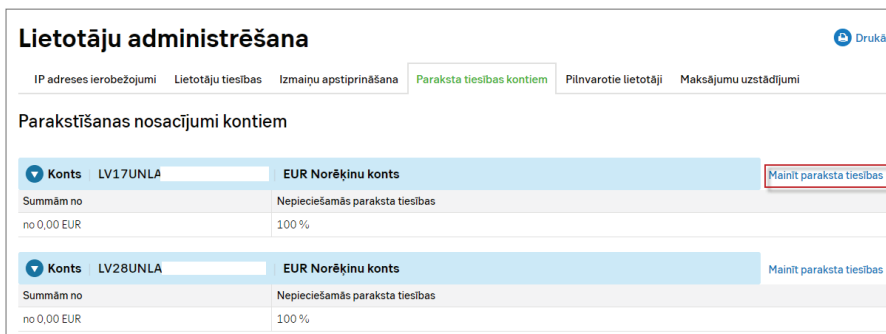 Lietotāju administrēšana
Drukā
IP adreses ierobežojumi Lietotāju tiesības Izmaiņu apstiprināšana Paraksta tiesības kontiem Pilnvarotie lietotāji Maksājumu uzstādījumi
Parakstīšanas nosacījumi kontiem
Konts LV17UNLA EUR Norēķinu konts Mainīt paraksta tiesības
Summām no Nepieciešamās paraksta tiesības
no 0,00 EUR 100 %
Konts LV28UNLA EUR Norēķinu konts Mainīt paraksta tiesības
Summām no Nepieciešamās paraksta tiesības
no 0,00 EUR 100 %